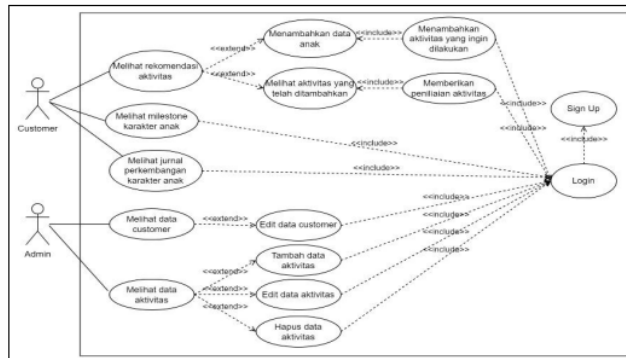 Menambahkan data
anak
<<include>>
Menambahkan
aktivitas yang ingin
dilakukan
<<extend>>
Melihat rekomendasi
aktivitas
<<extend>>
Melihat aktivitas yang
telah ditambahkan
<<include>>
Memberikan
peniliaian aktivitas
<<include>>
Sign Up
Customer
Melihat milestone
karakter anak
<<include>>
<<include>>
<<include>>
Melihat jurnal
perkembangan
karakter anak
<<include>>
Login
Melihat data
customer
<<extend>>
Edit data customer
<<include>>
Admin
Tambah data
aktivitas
<<include>>
<<extend>>
Melihat data
aktivitas
<<extend>>
Edit data aktivitas
<<include>>
<<extend>>
Hapus data
aktivitas
<<include>>